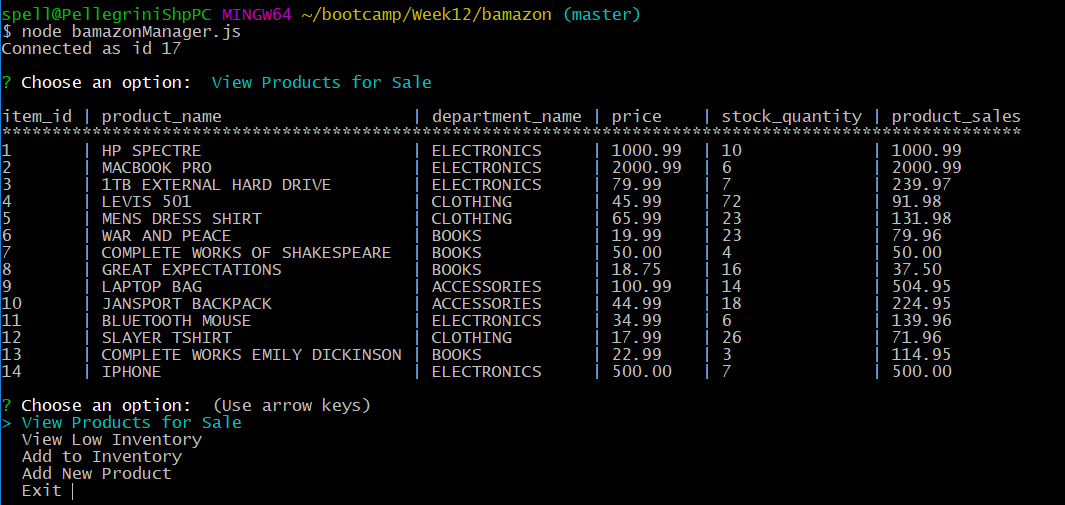 spell@PellegriniShpPC MINGW64 ~/bootcamp/Week12/bamazon (master)
$ node bamazonManager.js
Connected as id 17
? Choose an option:  View Products for Sale
item_id | product_name                     | department_name | price     | stock_quantity | product_sales
******************************************************************************************************
1       | HP SPECTRE                       | ELECTRONICS     | 1000.99  | 10             | 1000.99
2       | MACBOOK PRO                      | ELECTRONICS     | 2000.99  | 6              | 2000.99
3       | 1TB EXTERNAL HARD DRIVE          | ELECTRONICS     | 79.99    | 7              | 239.97
4       | LEVIS 501                        | CLOTHING        | 45.99    | 72             | 91.98
5       | MENS DRESS SHIRT                 | CLOTHING        | 65.99    | 23             | 131.98
6       | WAR AND PEACE                    | BOOKS           | 19.99    | 23             | 79.96
7       | COMPLETE WORKS OF SHAKESPEARE    | BOOKS           | 50.00    | 4              | 50.00
8       | GREAT EXPECTATIONS               | BOOKS           | 18.75    | 16             | 37.50
9       | LAPTOP BAG                       | ACCESSORIES     | 100.99   | 14             | 504.95
10      | JANSPORT BACKPACK                | ACCESSORIES     | 44.99    | 18             | 224.95
11      | BLUETOOTH MOUSE                  | ELECTRONICS     | 34.99    | 6              | 139.96
12      | SLAYER TSHIRT                    | CLOTHING        | 17.99    | 26             | 71.96
13      | COMPLETE WORKS EMILY DICKINSON   | BOOKS           | 22.99    | 3              | 114.95
14      | IPHONE                           | ELECTRONICS     | 500.00   | 7              | 500.00
? Choose an option:  (Use arrow keys)
> View Products for Sale
  View Low Inventory
  Add to Inventory
  Add New Product
  Exit